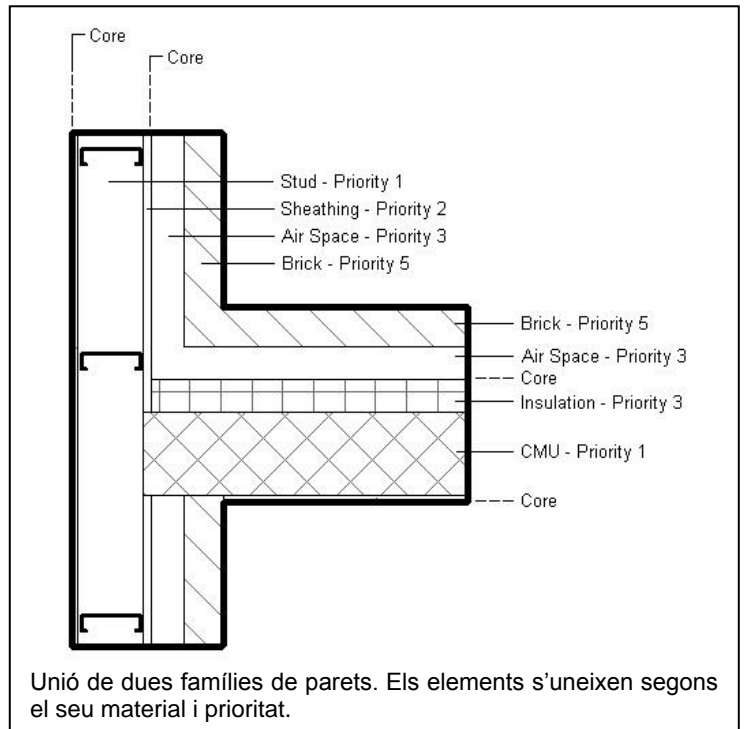 Core
Core
Stud - Priority 1
Sheathing - Priority 2
Air Space - Priority 3
Brick - Priority 5
Brick - Priority 5
Air Space - Priority 3
Core
Insulation - Priority 3
CMU - Priority 1
Core
Unió de dues famílies de parets. Els elements s’uneixen segons
el seu material i prioritat.